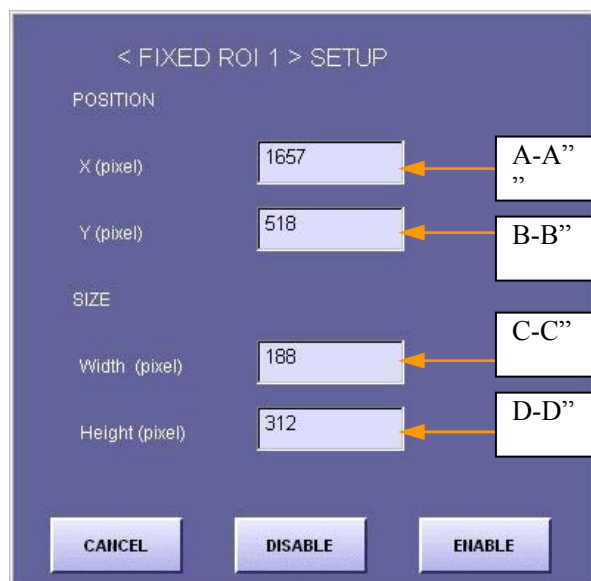 < FIXED ROI 1 > SETUP
POSITION
X (pixel)
1657
A-A”
”
Y (pixel)
518
B-B”
SIZE
Width (pixel)
188
C-C”
Height (pixel)
312
D-D”
CANCEL
DISABLE
ENABLE